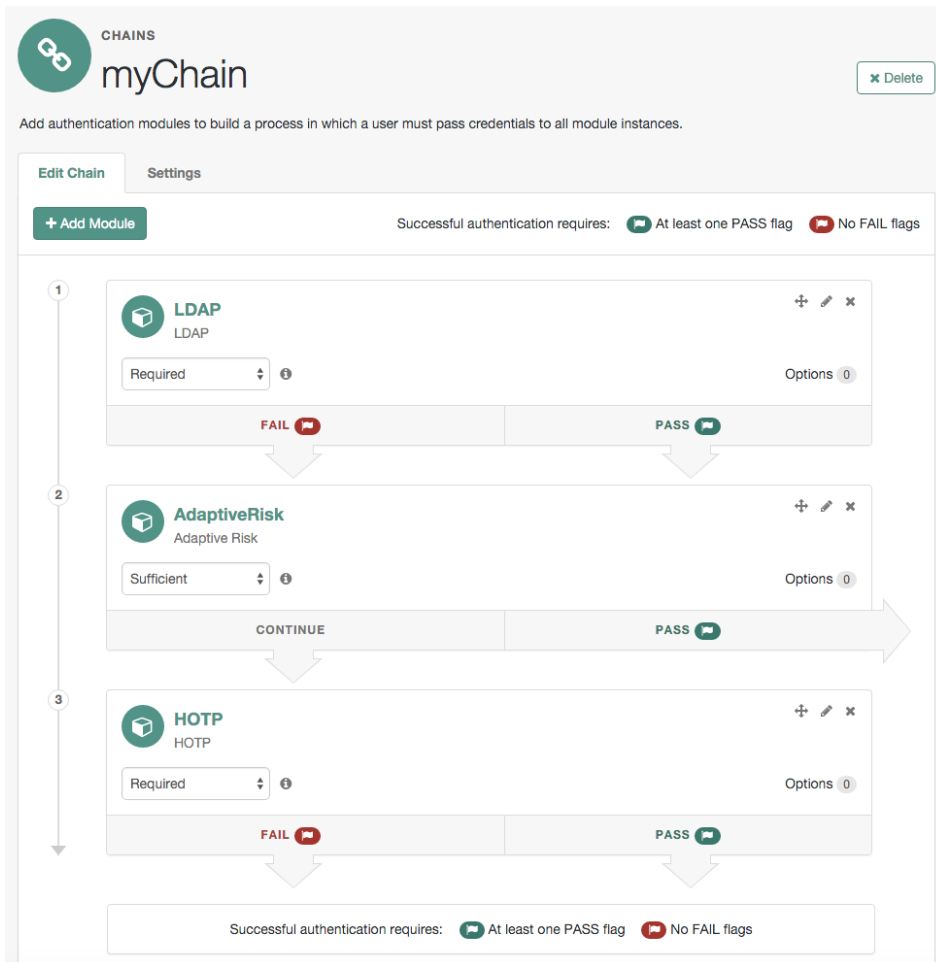 CHAINS
myChain
Delete
Add authentication modules to build a process in which a user must pass credentials to all module instances.
Edit Chain Settings
+ Add Module Successful authentication requires: At least one PASS flag No FAIL flags
1
LDAP
LDAP
Required Options 0
FAIL PASS
2
AdaptiveRisk
Adaptive Risk
Sufficient Options 0
CONTINUE PASS
3
HOTP
HOTP
Required Options 0
FAIL PASS
Successful authentication requires: At least one PASS flag No FAIL flags